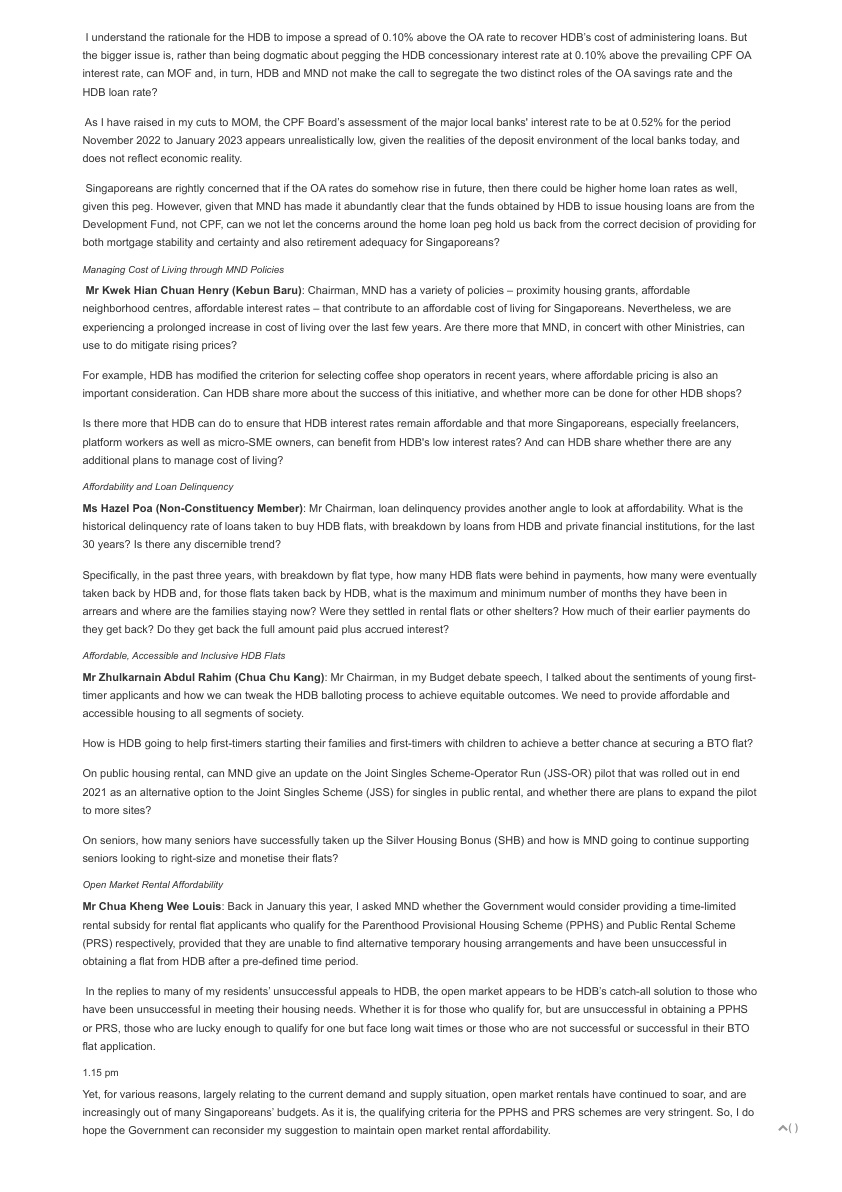 I understand the rationale for the HDB to impose a spread of 0.10% above the OA rate to recover HDB's cost of administering loans. But
the bigger issue is, rather than being dogmatic about pegging the HDB concessionary interest rate at 0.10% above the prevailing CPF OA
interest rate, can MOF and, in turn, HDB and MND not make the call to segregate the two distinct roles of the OA savings rate and the
HDB loan rate?
As I have raised in my cuts to MOM, the CPF Board's assessment of the major local banks' interest rate to be at 0.52% for the period
November 2022 to January 2023 appears unrealistically low, given the realities of the deposit environment of the local banks today, and
does not reflect economic reality.
Singaporeans are rightly concerned that if the OA rates do somehow rise in future, then there could be higher home loan rates as well,
given this peg. However, given that MND has made it abundantly clear that the funds obtained by HDB to issue housing loans are from the
Development Fund, not CPF, can we not let the concerns around the home loan peg hold us back from the correct decision of providing for
both mortgage stability and certainty and also retirement adequacy for Singaporeans?
Managing Cost of Living through MND Policies
Mr Kwek Hian Chuan Henry (Kebun Baru): Chairman, MND has a variety of policies – proximity housing grants, affordable
neighborhood centres, affordable interest rates – that contribute to an affordable cost of living for Singaporeans. Nevertheless, we are
experiencing a prolonged increase in cost of living over the last few years. Are there more that MND, in concert with other Ministries, can
use to do mitigate rising prices?
For example, HDB has modified the criterion for selecting coffee shop operators in recent years, where affordable pricing is also an
important consideration. Can HDB share more about the success of this initiative, and whether more can be done for other HDB shops?
Is there more that HDB can do to ensure that HDB interest rates remain affordable and that more Singaporeans, especially freelancers,
platform workers as well as micro-SME owners, can benefit from HDB's low interest rates? And can HDB share whether there are any
additional plans to manage cost of living?
Affordability and Loan Delinquency
Ms Hazel Poa (Non-Constituency Member): Mr Chairman, loan delinquency provides another angle to look at affordability. What is the
historical delinquency rate of loans taken to buy HDB flats, with breakdown by loans from HDB and private financial institutions, for the last
30 years? Is there any discernible trend?
Specifically, in the past three years, with breakdown by flat type, how many HDB flats were behind in payments, how many were eventually
taken back by HDB and, for those flats taken back by HDB, what is the maximum and minimum number of months they have been in
arrears and where are the families staying now? Were they settled in rental flats or other shelters? How much of their earlier payments do
they get back? Do they get back the full amount paid plus accrued interest?
Affordable, Accessible and Inclusive HDB Flats
Mr Zhulkarnain Abdul Rahim (Chua Chu Kang): Mr Chairman, in my Budget debate speech, I talked about the sentiments of young first-
timer applicants and how we can tweak the HDB balloting process to achieve equitable outcomes. We need to provide affordable and
accessible housing to all segments of society.
How is HDB going to help first-timers starting their families and first-timers with children to achieve a better chance at securing a BTO flat?
On public housing rental, can MND give an update on the Joint Singles Scheme-Operator Run (JSS-OR) pilot that was rolled out in end
2021 as an alternative option to the Joint Singles Scheme (JSS) for singles in public rental, and whether there are plans to expand the pilot
to more sites?
On seniors, how many seniors have successfully taken up the Silver Housing Bonus (SHB) and how is MND going to continue supporting
seniors looking to right-size and monetise their flats?
Open Market Rental Affordability
Mr Chua Kheng Wee Louis: Back in January this year, I asked MND whether the Government would consider providing a time-limited
rental subsidy for rental flat applicants who qualify for the Parenthood Provisional Housing Scheme (PPHS) and Public Rental Scheme
(PRS) respectively, provided that they are unable to find alternative temporary housing arrangements and have been unsuccessful in
obtaining a flat from HDB after a pre-defined time period.
In the replies to many of my residents' unsuccessful appeals to HDB, the open market appears to be HDB's catch-all solution to those who
have been unsuccessful in meeting their housing needs. Whether it is for those who qualify for, but are unsuccessful in obtaining a PPHS
or PRS, those who are lucky enough to qualify for one but face long wait times or those who are not successful or successful in their BTO
flat application.
1.15 pm
Yet, for various reasons, largely relating to the current demand and supply situation, open market rentals have continued to soar, and are
increasingly out of many Singaporeans' budgets. As it is, the qualifying criteria for the PPHS and PRS schemes are very stringent. So, I do
hope the Government can reconsider my suggestion to maintain open market rental affordability.
( )